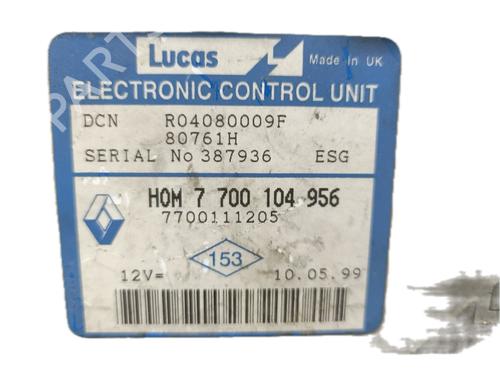 Lucas
Made in UK
ELECTRONIC CONTROL UNIT
DCN R04080009F
80761H
SERIAL No 387936 ESG
HOM 7 700 104 956
7700111205
153
12V= 10.05.99